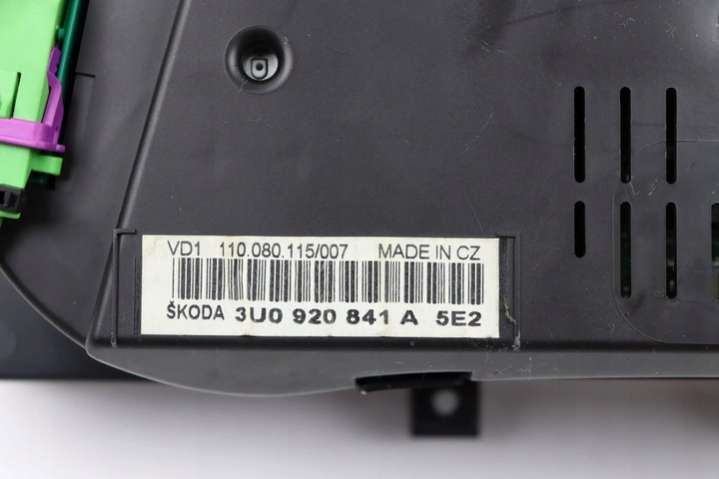 VD1 110.080.115/007 MADE IN CZ
ŠKODA 3U0 920 841 A 5E2